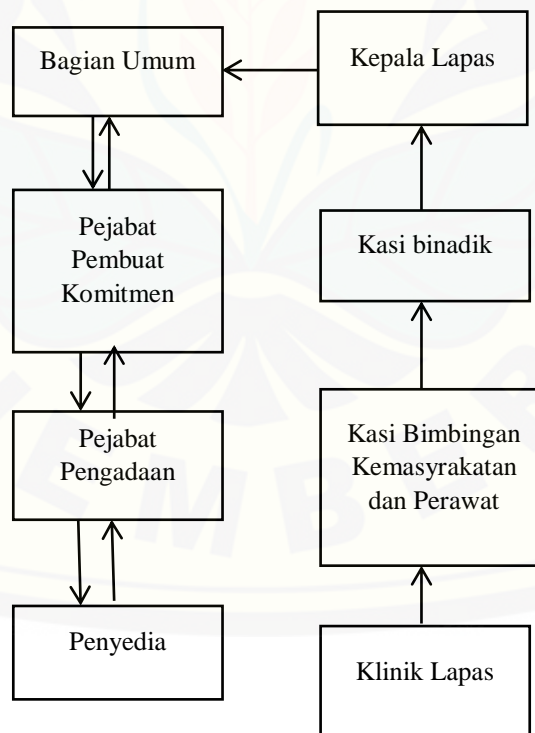 Bagian Umum
Kepala Lapas
Pejabat
Pembuat
Komitmen
Kasi binadik
Pejabat
Pengadaan
Kasi Bimbingan
Kemasyrakatan
dan Perawat
Penyedia
Klinik Lapas
EMBER